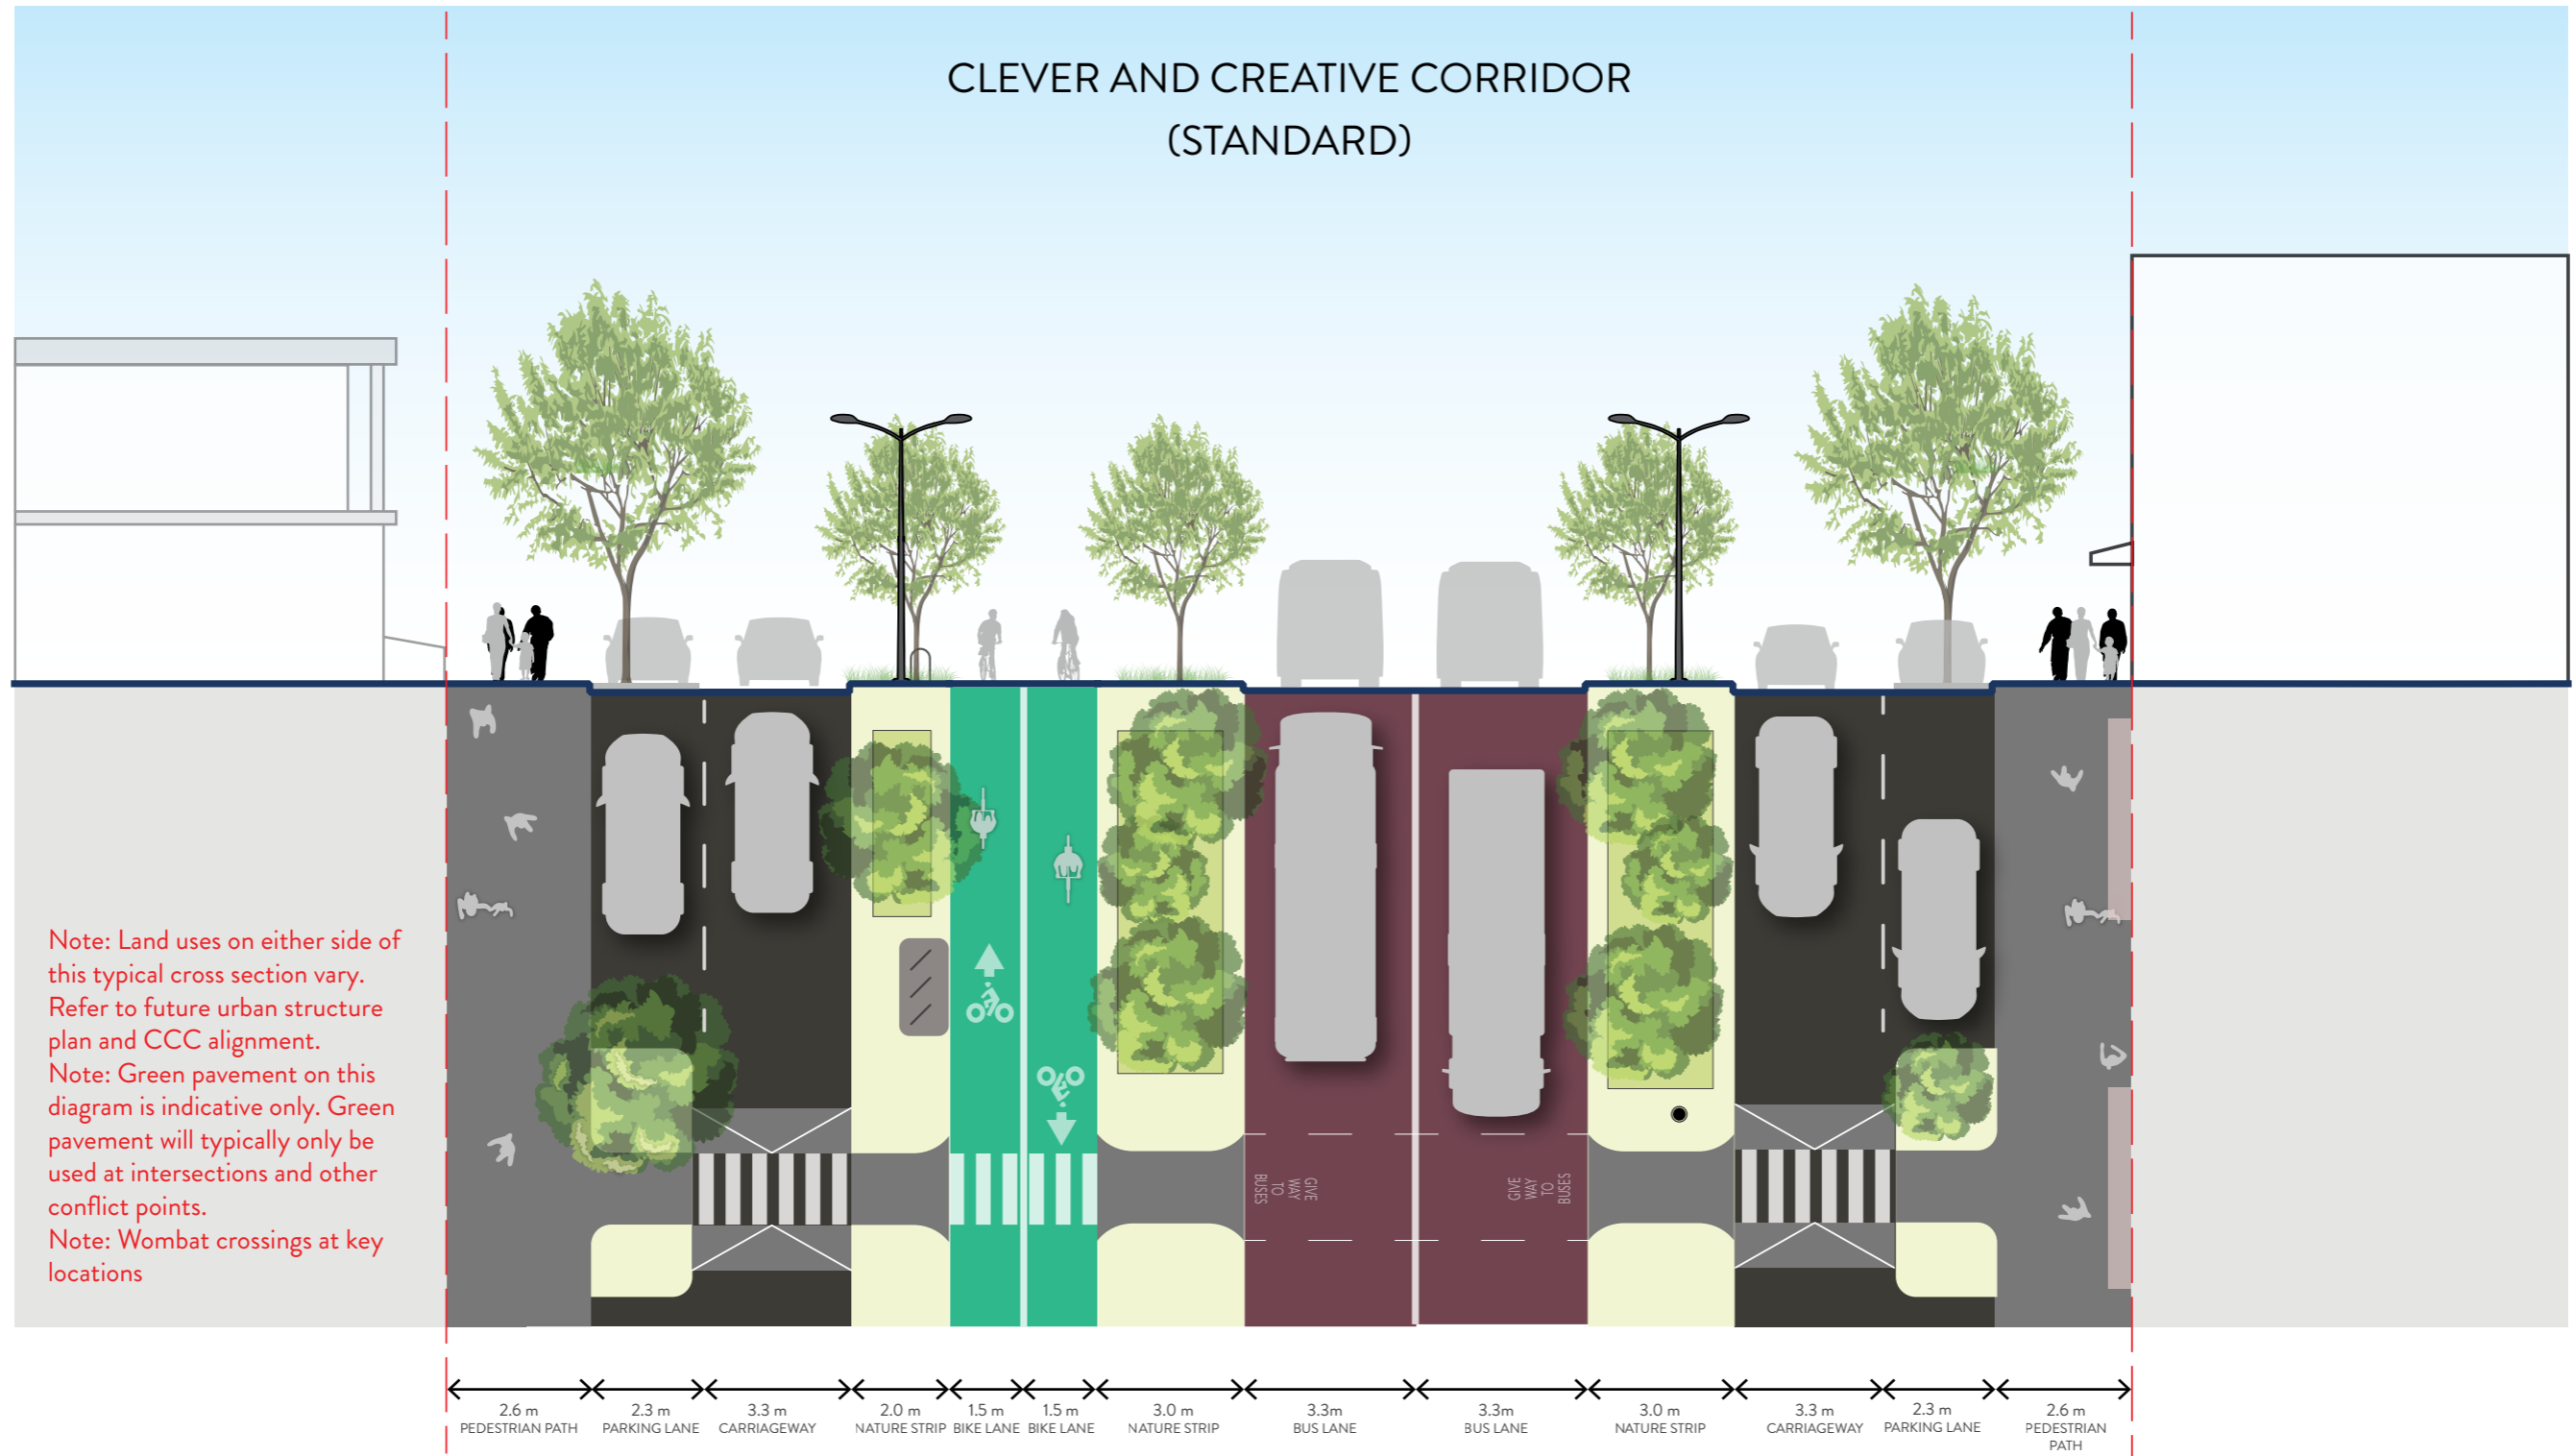 CLEVER AND CREATIVE CORRIDOR
(STANDARD)
Note: Land uses on either side of
this typical cross section vary.
Refer to future urban structure
plan and CCC alignment.
Note: Green pavement on this
diagram is indicative only. Green
pavement will typically only be
used at intersections and other
conflict points.
Note: Wombat crossings at key
locations
GIVE
WAY
TO
BUSES
GIVE
WAY
TO
BUSES
2.6 m
PEDESTRIAN PATH
2.3 m
PARKING LANE
3.3 m
CARRIAGEWAY
2.0 m
NATURE STRIP
1.5 m
BIKE LANE
1.5 m
BIKE LANE
3.0 m
NATURE STRIP
3.3m
BUS LANE
3.3m
BUS LANE
3.0 m
NATURE STRIP
3.3 m
CARRIAGEWAY
2.3 m
PARKING LANE
2.6 m
PEDESTRIAN
PATH